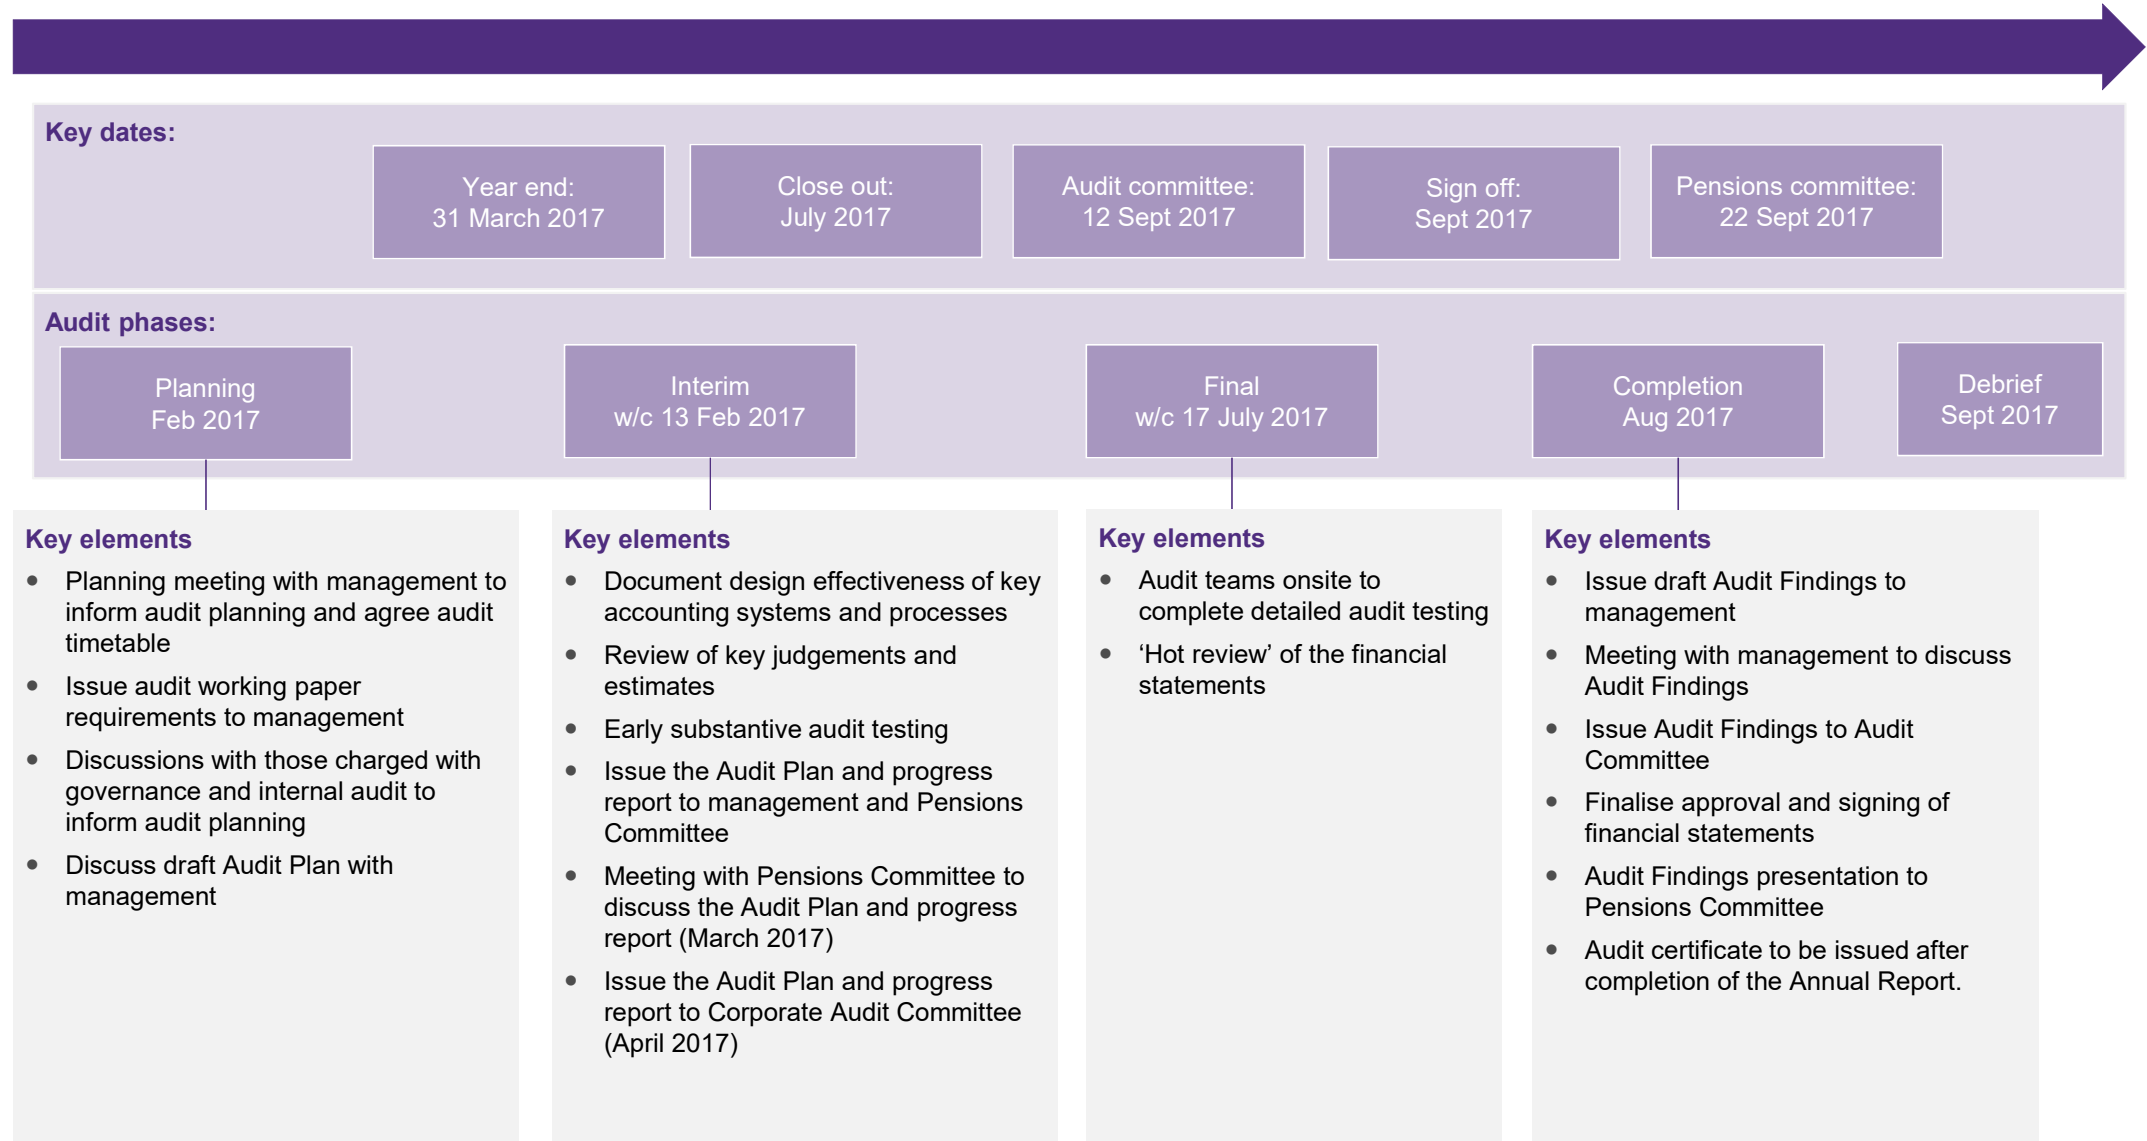 Key dates:
Year end:
31 March 2017
Close out:
July 2017
Audit committee:
12 Sept 2017
Sign off:
Sept 2017
Pensions committee:
22 Sept 2017
Audit phases:
Planning
Feb 2017
Interim
w/c 13 Feb 2017
Final
w/c 17 July 2017
Completion
Aug 2017
Debrief
Sept 2017
Key elements
• Planning meeting with management to
inform audit planning and agree audit
timetable
• Issue audit working paper
requirements to management
• Discussions with those charged with
governance and internal audit to
inform audit planning
• Discuss draft Audit Plan with
management
Key elements
• Document design effectiveness of key
accounting systems and processes
• Review of key judgements and
estimates
• Early substantive audit testing
• Issue the Audit Plan and progress
report to management and Pensions
Committee
• Meeting with Pensions Committee to
discuss the Audit Plan and progress
report (March 2017)
• Issue the Audit Plan and progress
report to Corporate Audit Committee
(April 2017)
Key elements
• Audit teams onsite to
complete detailed audit testing
• ‘Hot review’ of the financial
statements
Key elements
• Issue draft Audit Findings to
management
• Meeting with management to discuss
Audit Findings
• Issue Audit Findings to Audit
Committee
• Finalise approval and signing of
financial statements
• Audit Findings presentation to
Pensions Committee
• Audit certificate to be issued after
completion of the Annual Report.